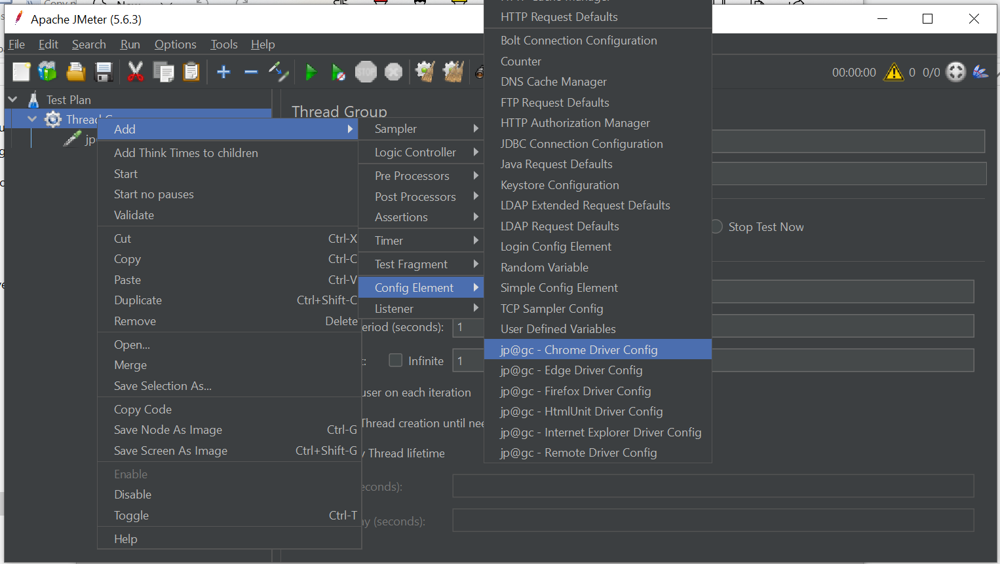 Apache JMeter (5.6.3)
File Edit Search Run Options Tools Help
00:00:00 0 0/0
Test Plan
Thread
jp
Thread Group
Add
Add Think Times to children
Start
Start no pauses
Validate
Cut Ctrl-X
Copy Ctrl-C
Paste Ctrl-V
Duplicate Ctrl+Shift-C
Remove Delete
Open...
Merge
Save Selection As...
Copy Code
Save Node As Image Ctrl-G
Save Screen As Image Ctrl+Shift-G
Enable
Disable
Toggle Ctrl-T
Help
Sampler
Logic Controller
Pre Processors
Post Processors
Assertions
Timer
Test Fragment
Config Element
Listener
HTTP Request Defaults
Bolt Connection Configuration
Counter
DNS Cache Manager
FTP Request Defaults
HTTP Authorization Manager
JDBC Connection Configuration
Java Request Defaults
Keystore Configuration
LDAP Extended Request Defaults
LDAP Request Defaults
Login Config Element
Random Variable
Simple Config Element
TCP Sampler Config
User Defined Variables
jp@gc - Chrome Driver Config
jp@gc - Edge Driver Config
jp@gc - Firefox Driver Config
jp@gc - HtmlUnit Driver Config
jp@gc - Internet Explorer Driver Config
jp@gc - Remote Driver Config
Stop Test Now
eriod (seconds): 1
Infinite 1
user on each iteration
Thread creation until nee
Thread lifetime
econds):
ay (seconds):